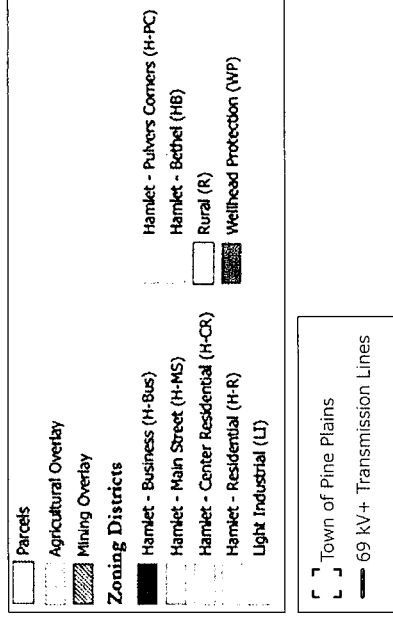 Parcels
Agricultural Overlay
Mining Overlay
Zoning Districts
Hamlet - Business (H-Bus)
Hamlet - Main Street (H-MS)
Hamlet - Center Residential (H-CR)
Hamlet - Residential (H-R)
Light Industrial (LI)
Hamlet - Pulvers Corners (H-PC)
Hamlet - Bethel (HB)
Rural (R)
Wellhead Protection (WP)
Town of Pine Plains
69 kV+ Transmission Lines